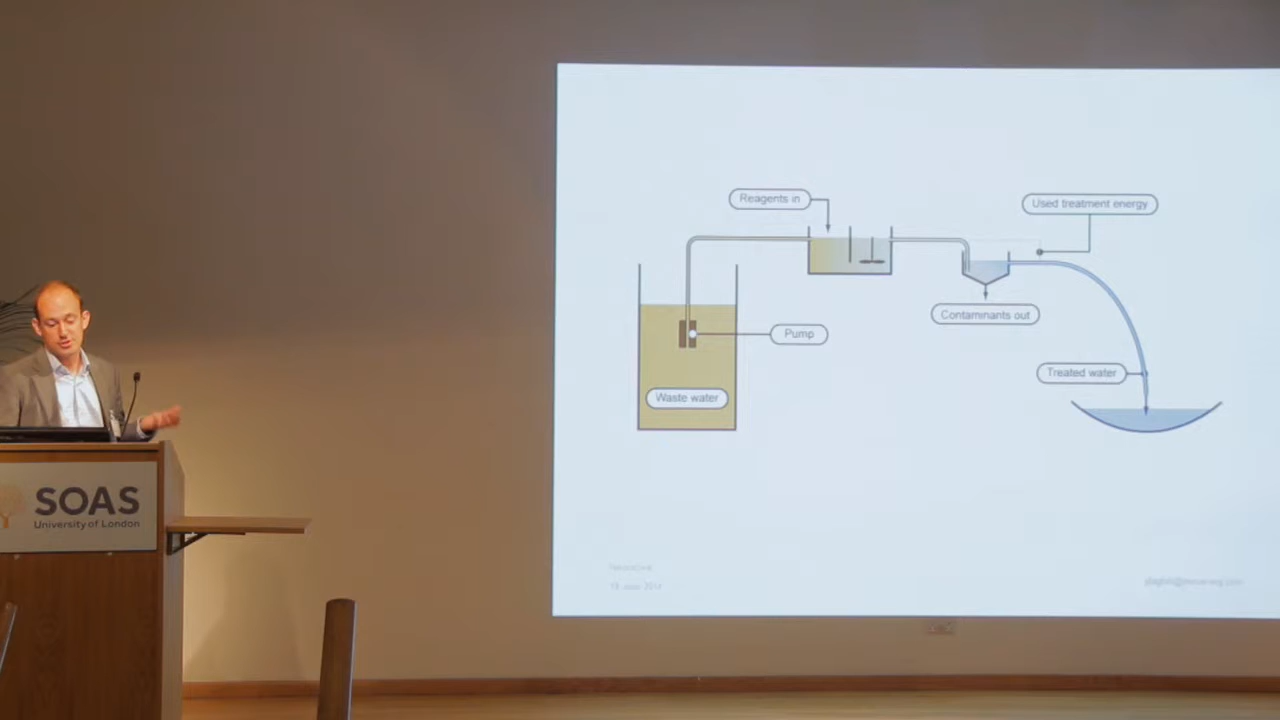 SOAS
University of London
Reagents in
Used treatment energy
Contaminants out
Pump
Treated water
Waste water